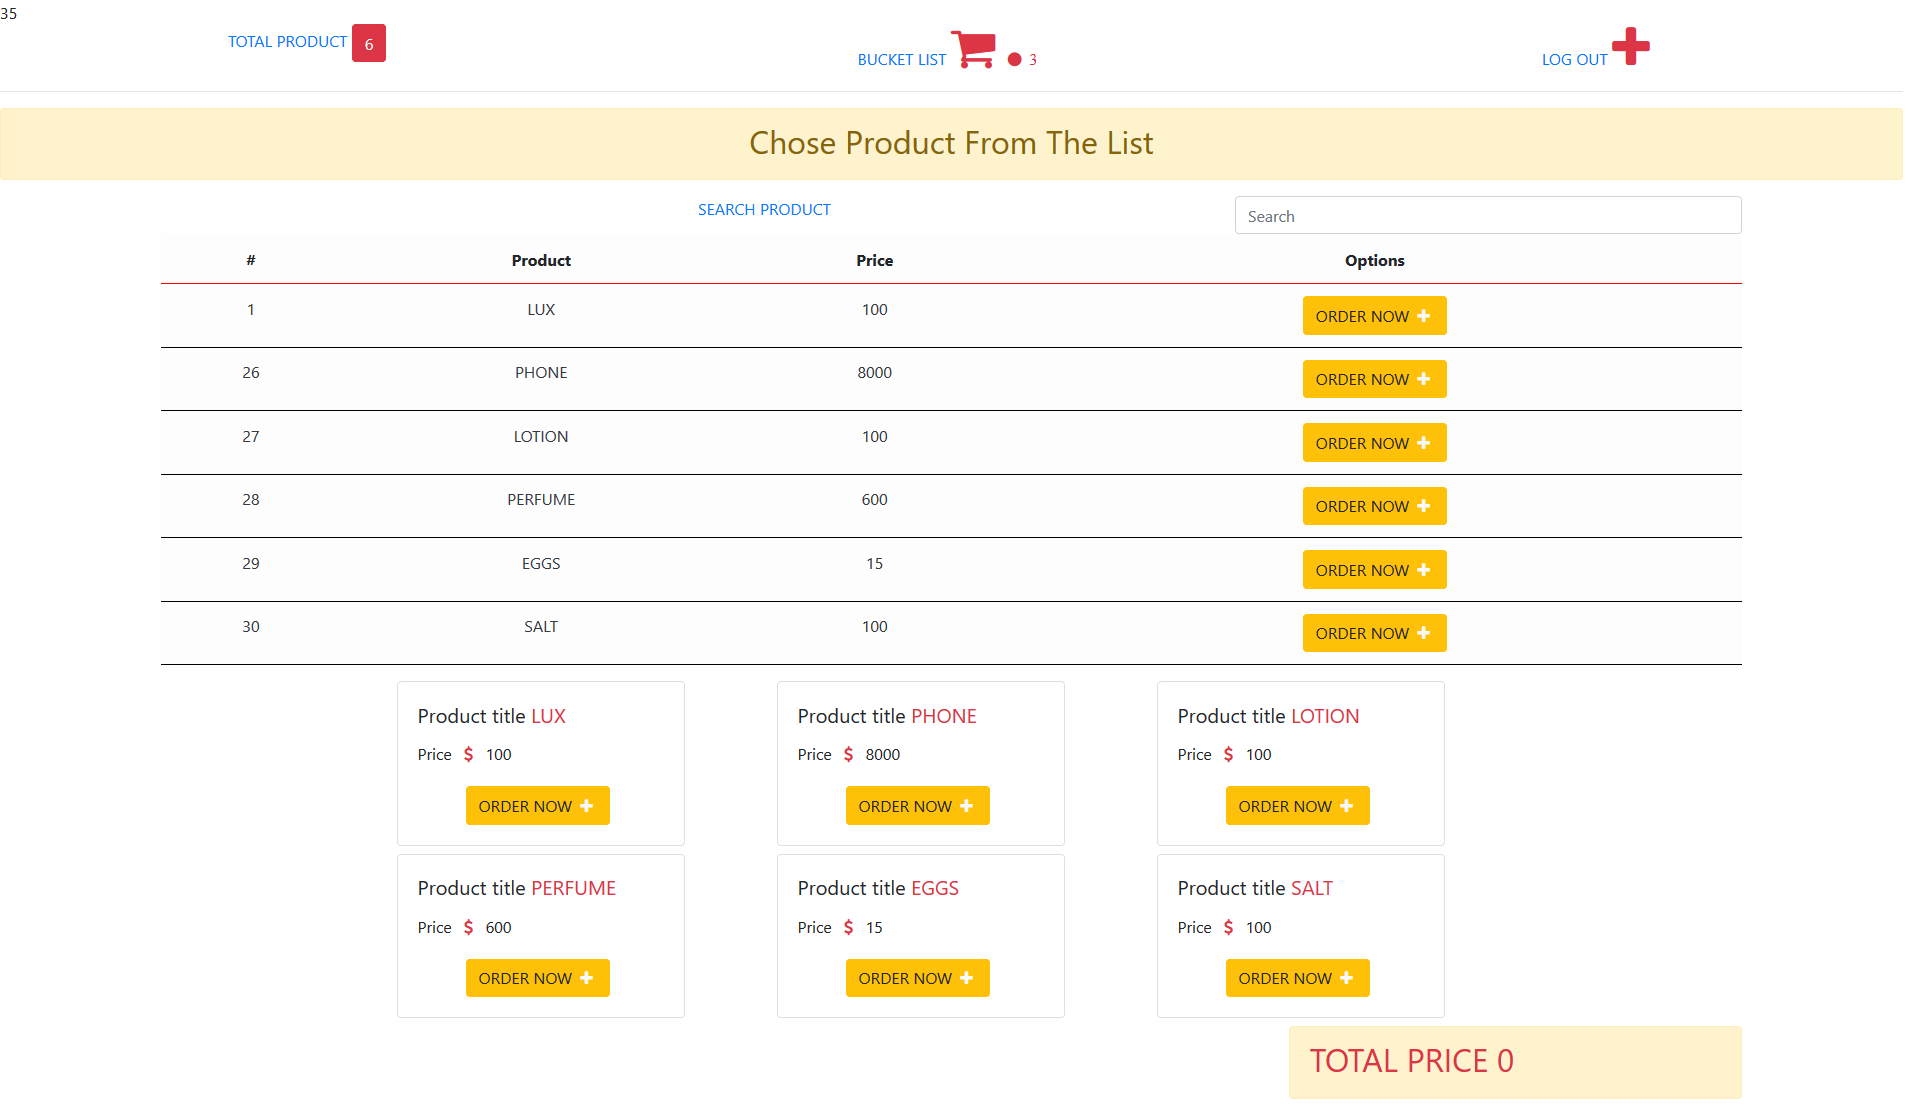 35
TOTAL PRODUCT 6
BUCKET LIST 3
LOG OUT
Chose Product From The List
SEARCH PRODUCT Search
# Product Price Options
1 LUX 100 ORDER NOW
26 PHONE 8000 ORDER NOW
27 LOTION 100 ORDER NOW
28 PERFUME 600 ORDER NOW
29 EGGS 15 ORDER NOW
30 SALT 100 ORDER NOW
Product title LUX
Price $ 100
ORDER NOW
Product title PHONE
Price $ 8000
ORDER NOW
Product title LOTION
Price $ 100
ORDER NOW
Product title PERFUME
Price $ 600
ORDER NOW
Product title EGGS
Price $ 15
ORDER NOW
Product title SALT
Price $ 100
ORDER NOW
TOTAL PRICE 0